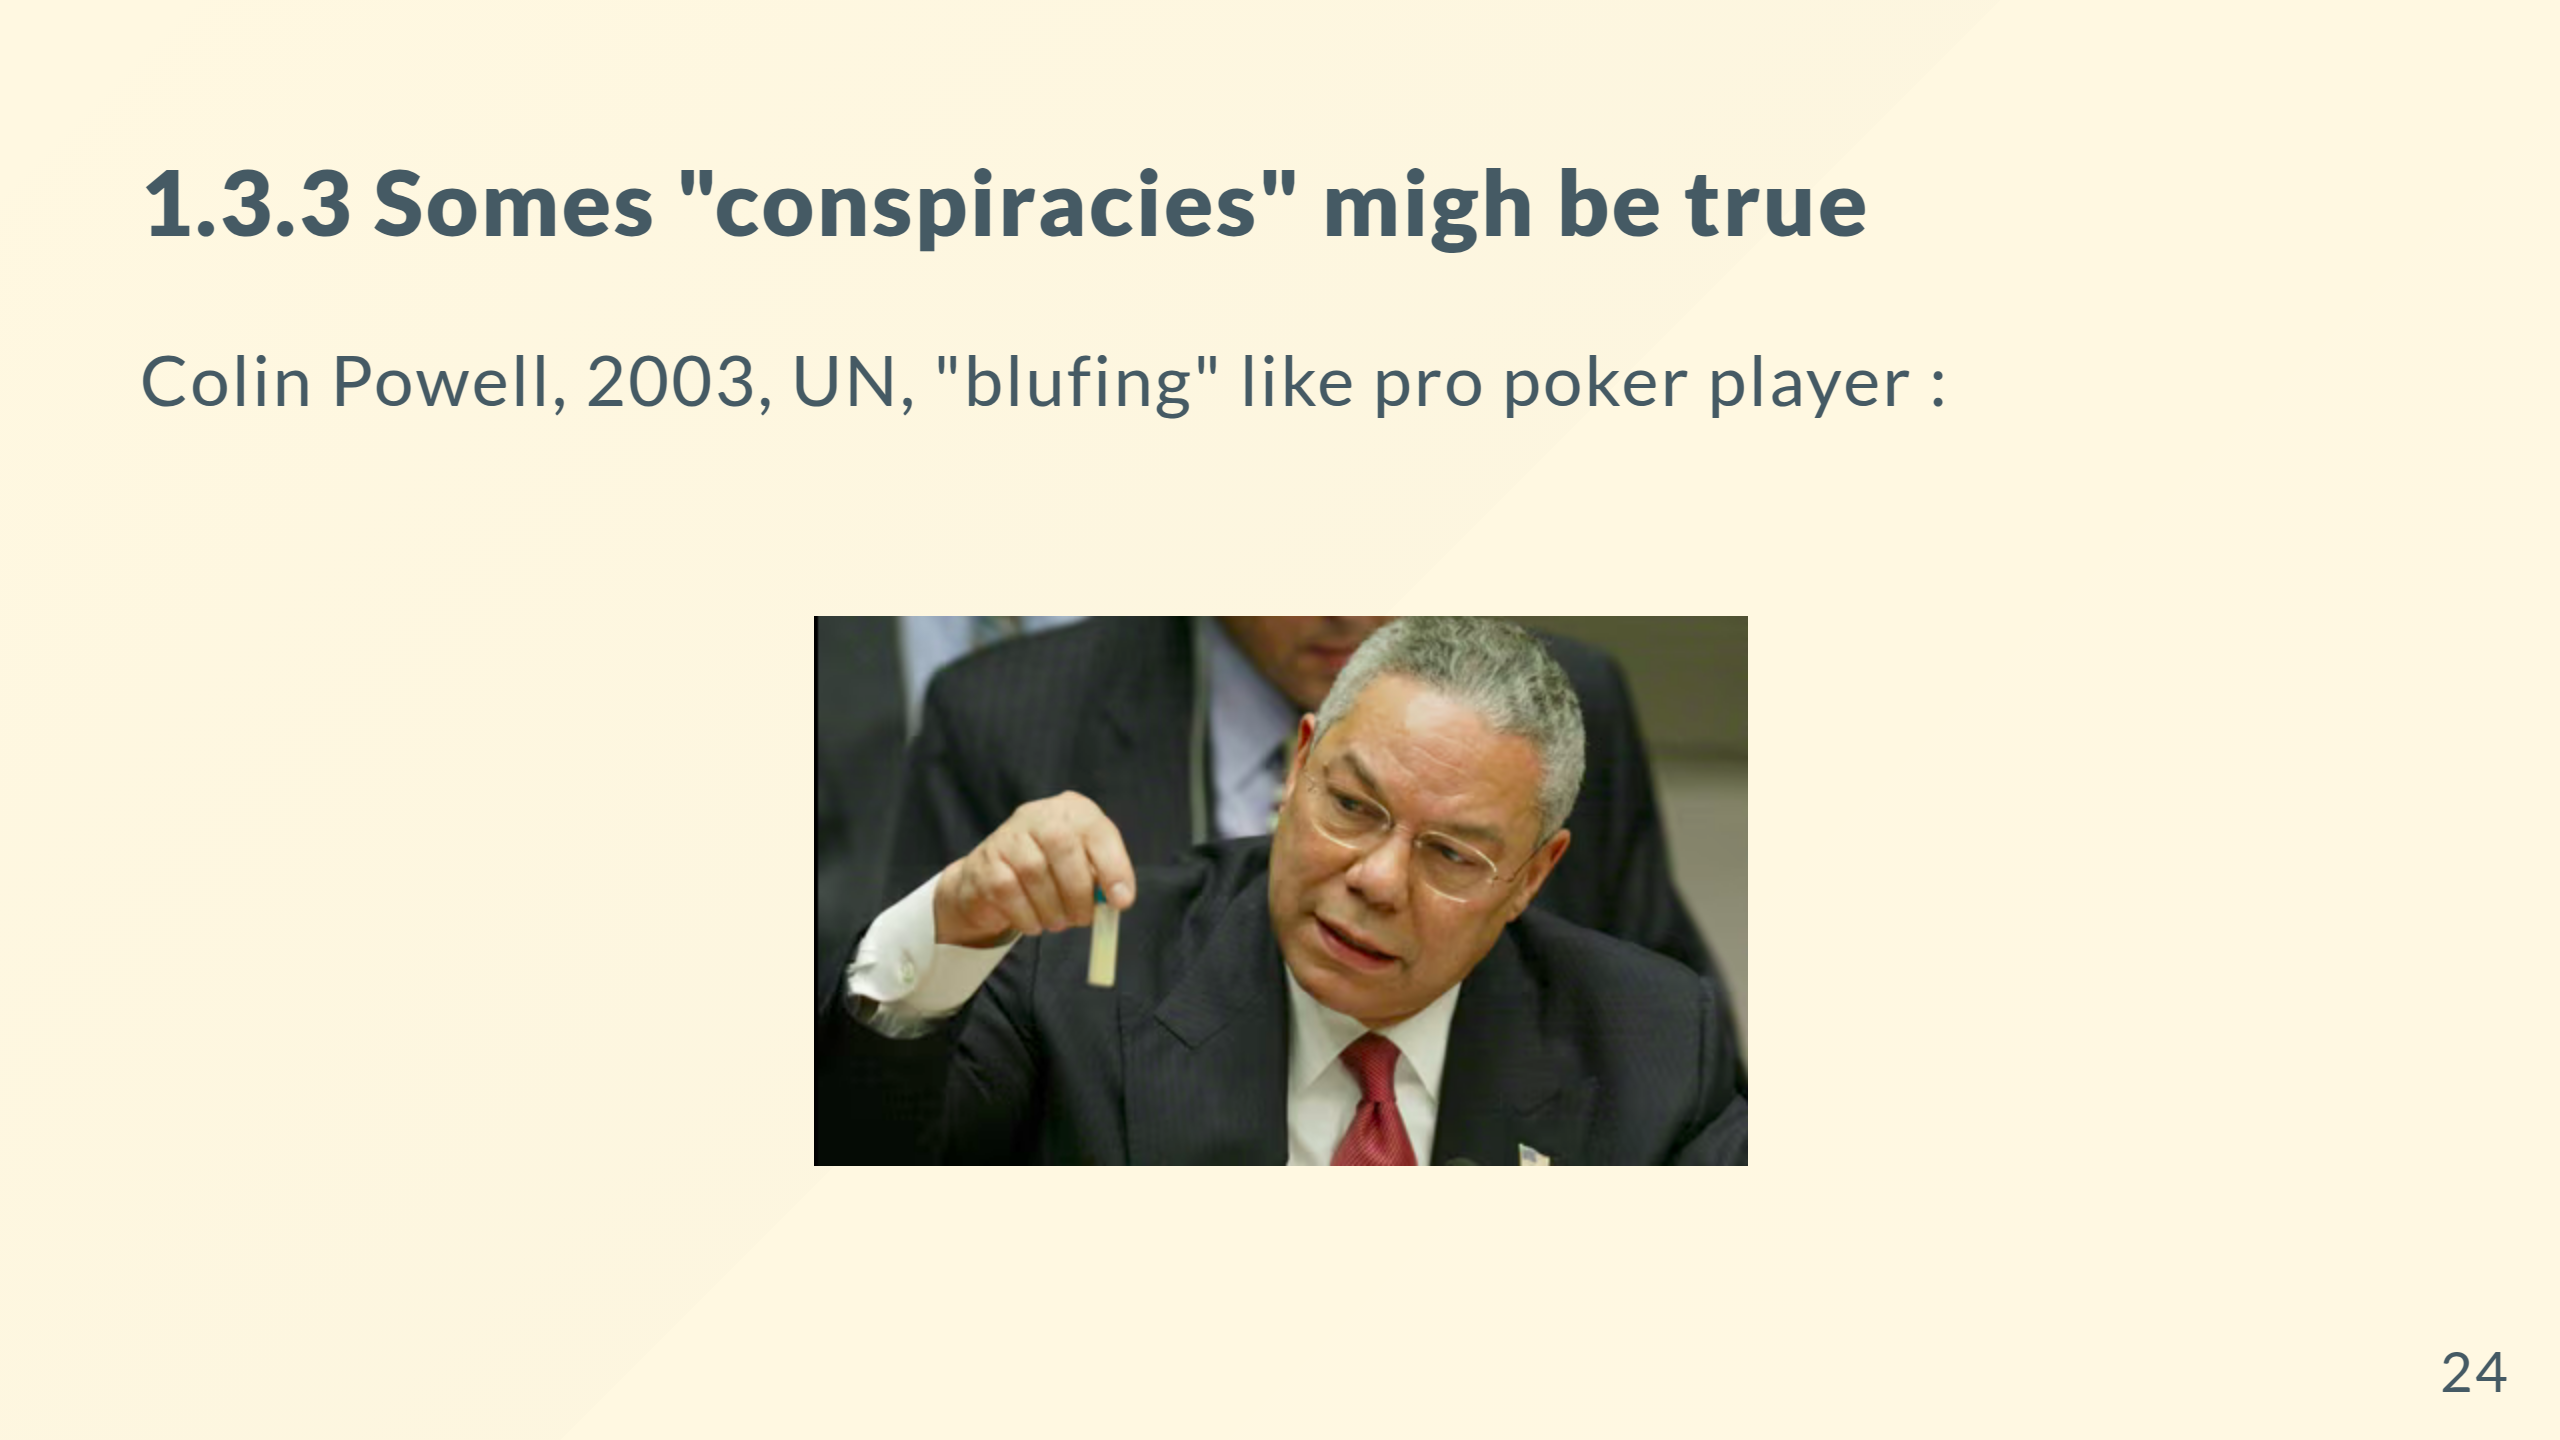 1.3.3 Somes "conspiracies" migh be true
Colin Powell, 2003, UN, "blufing" like pro poker player :
24